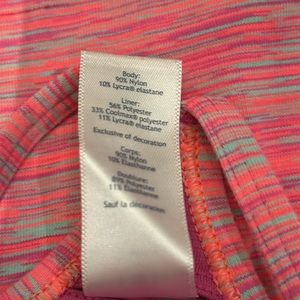 Body:
90% Nylon
10% Lycra® elastane
Liner:
56% Polyester
33% Coolmax® polyester
11% Lycra® elastane
Exclusive of decoration
Corps:
90% Nylon
10% Élasthanne
Doublure:
89% Polyester
11% Élasthanne
Sauf la décoration